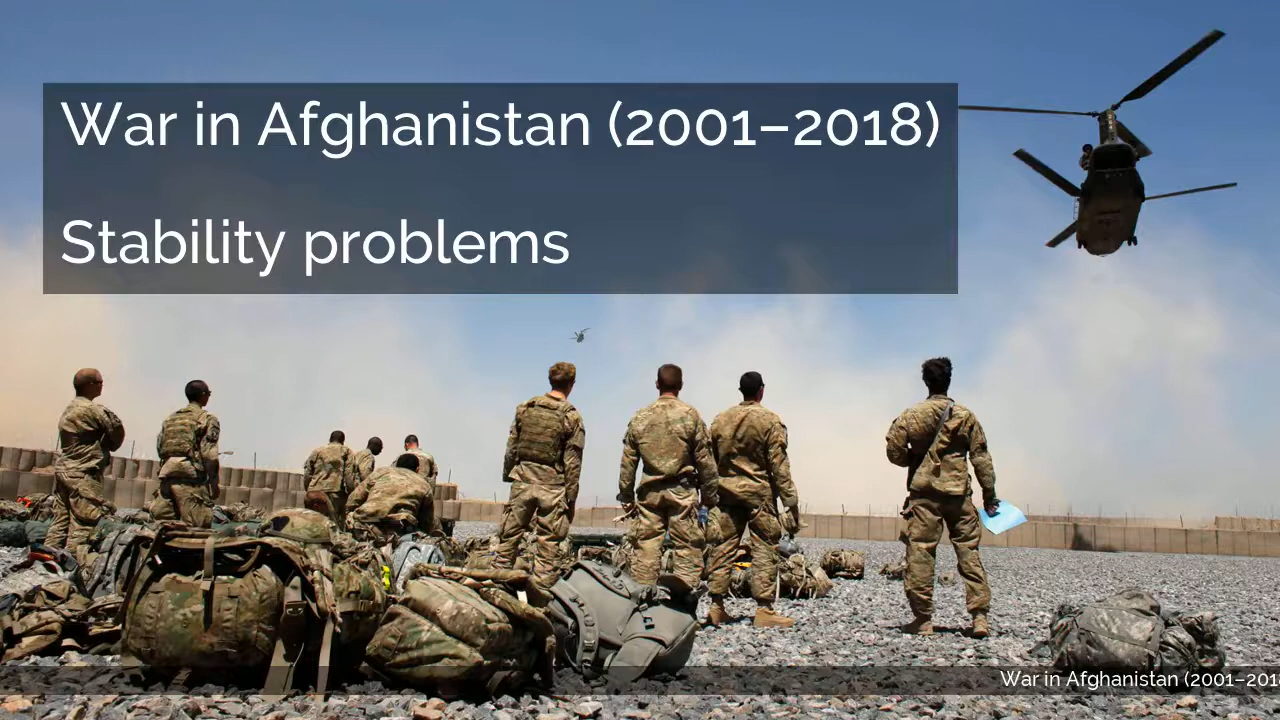 War in Afghanistan (2001–2018)
Stability problems
War in Afghanistan (2001–201